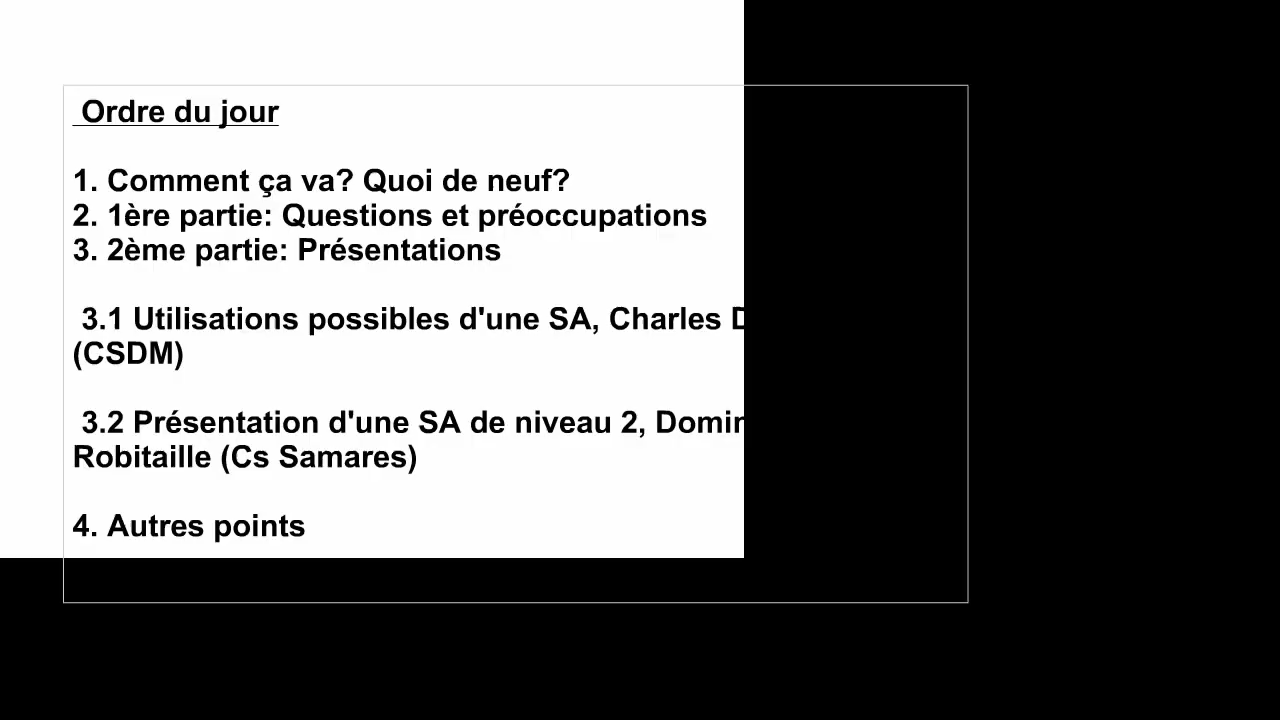 Ordre du jour
1. Comment ça va? Quoi de neuf?
2. 1ère partie: Questions et préoccupations
3. 2ème partie: Présentations
3.1 Utilisations possibles d'une SA, Charles
(CSDM)
3.2 Présentation d'une SA de niveau 2,
Robitaille (Cs Samares)
4. Autres points